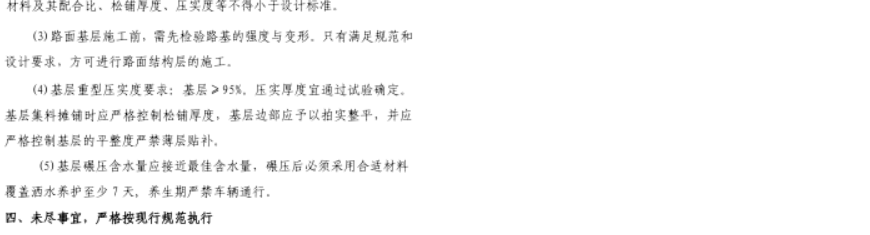 材料及其配合比、松铺厚度、压实度等不得小于设计标准。
(3)路面基层施工前，需先检验路基的强度与变形。只有满足规范和
设计要求，方可进行路面结构层的施工。
(4)基层重型压实度要求：基层≥95%。压实厚度宜通过试验确定。
基层集料摊铺时应严格控制松铺厚度，基层边部应予以拍实整平，并应
严格控制基层的平整度严禁薄层贴补。
(5)基层碾压含水量应接近最佳含水量，碾压后必须采用合适材料
覆盖洒水养护至少 7 天，养生期严禁车辆通行。
四、未尽事宜，严格按现行规范执行